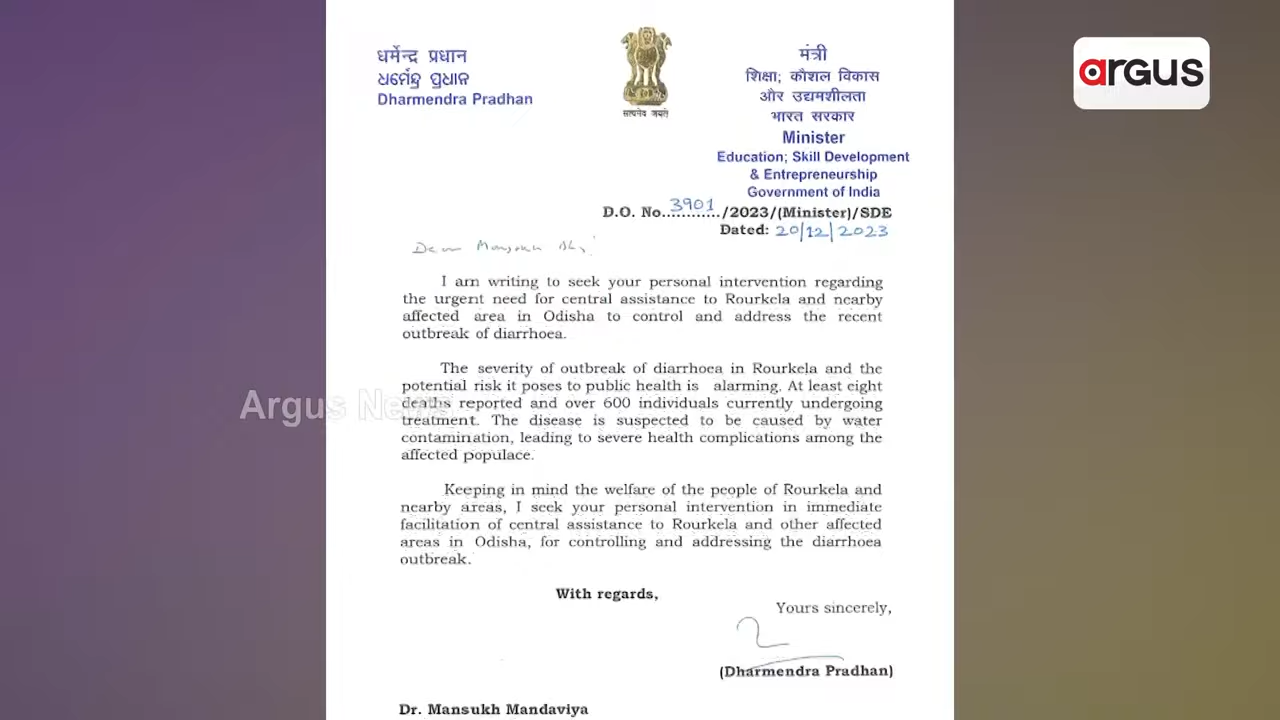 धर्मेन्द्र प्रधान
ଧର୍ମେନ୍ଦ୍ର ପ୍ରଧାନ
Dharmendra Pradhan
सत्यमेव जयते
मंत्री
शिक्षा; कौशल विकास
और उद्यमशीलता
भारत सरकार
Minister
Education; Skill Development
& Entrepreneurship
Government of India
argus
D.O. No.3901/2023/(Minister)/SDE
Dated: 20/12/2023
Dear
I am writing to seek your personal intervention regarding
the urgent need for central assistance to Rourkela and nearby
affected area in Odisha to control and address the recent
outbreak of diarrhoea.
The severity of outbreak of diarrhoea in Rourkela and the
potential risk it poses to public health is alarming. At least eight
deaths reported and over 600 individuals currently undergoing
treatment. The disease is suspected to be caused by water
contamination, leading to severe health complications among the
affected populace.
Argus News
Keeping in mind the welfare of the people of Rourkela and
nearby areas, I seek your personal intervention in immediate
facilitation of central assistance to Rourkela and other affected
areas in Odisha, for controlling and addressing the diarrhoea
outbreak.
With regards,
Yours sincerely,
(Dharmendra Pradhan)
Dr. Mansukh Mandaviya